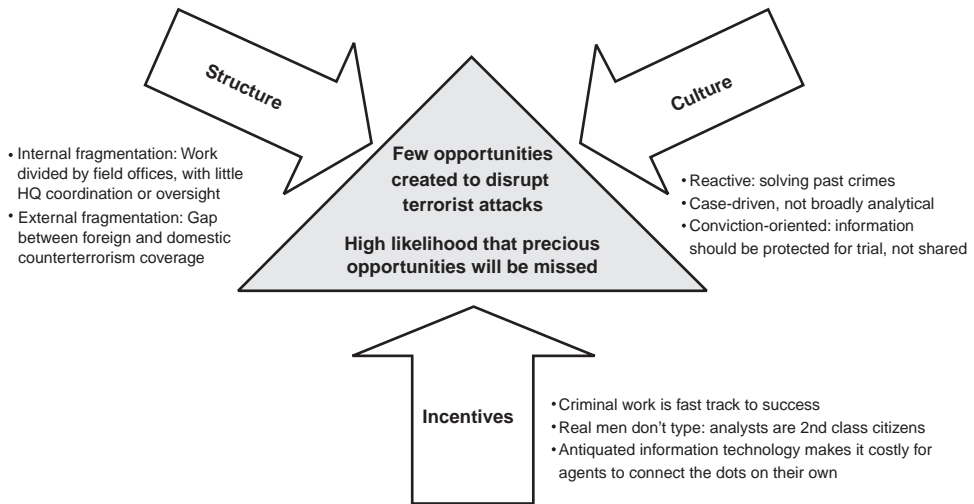 Structure
Culture
• Internal fragmentation: Work
divided by field offices, with little
HQ coordination or oversight
• External fragmentation: Gap
between foreign and domestic
counterterrorism coverage
Few opportunities
created to disrupt
terrorist attacks
High likelihood that precious
opportunities will be missed
• Reactive: solving past crimes
• Case-driven, not broadly analytical
• Conviction-oriented: information
should be protected for trial, not shared
Incentives
• Criminal work is fast track to success
• Real men don’t type: analysts are 2nd class citizens
• Antiquated information technology makes it costly for
agents to connect the dots on their own